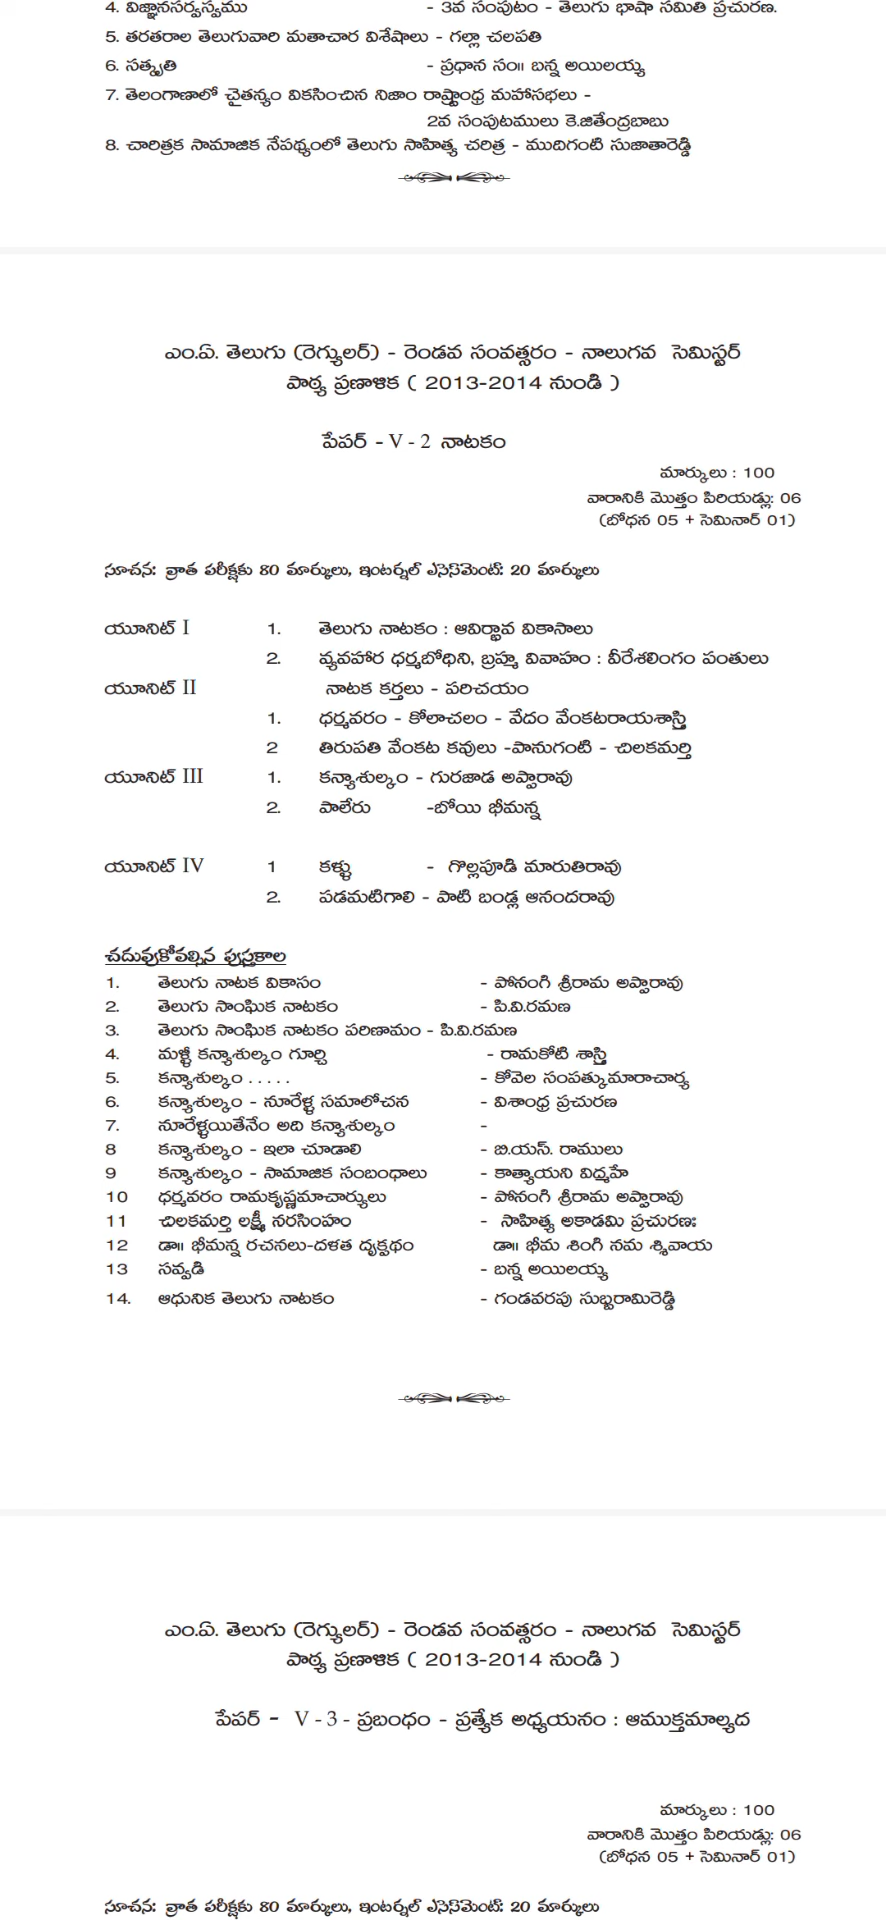 4. విజ్ఞానసర్వస్వము - 3వ సంపుటం - తెలుగు భాషా సమితి ప్రచురణ.
5. తరతరాల తెలుగువారి మతాచార విశేషాలు - గల్లా చలపతి
6. సత్కృతి - ప్రధాన సం॥ బన్న అయిలయ్య
7. తెలంగాణాలో చైతన్యం వికసించిన నిజాం రాష్ట్రాంధ్ర మహాసభలు -
2వ సంపుటములు కె.జితేంద్రబాబు
8. చారిత్రక సామాజిక నేపథ్యంలో తెలుగు సాహిత్య చరిత్ర - ముదిగంటి సుజాతారెడ్డి
ఎం.ఏ. తెలుగు (రెగ్యులర్) - రెండవ సంవత్సరం - నాలుగవ సెమిస్టర్
పాఠ్య ప్రణాళిక ( 2013-2014 నుండి )
పేపర్ - V - 2 నాటకం
మార్కులు : 100
వారానికి మొత్తం పిరియడ్లు: 06
(బోధన 05 + సెమినార్ 01)
సూచన: వ్రాత పరీక్షకు 80 మార్కులు, ఇంటర్నల్ ఎసెస్‌మెంట్: 20 మార్కులు
యూనిట్ I 1. తెలుగు నాటకం : ఆవిర్భావ వికాసాలు
2. వ్యవహార ధర్మబోధిని, బ్రహ్మ వివాహం : వీరేశలింగం పంతులు
యూనిట్ II నాటక కర్తలు - పరిచయం
1. ధర్మవరం - కోలాచలం - వేదం వేంకటరాయశాస్త్రి
2 తిరుపతి వేంకట కవులు -పానుగంటి - చిలకమర్తి
యూనిట్ III 1. కన్యాశుల్కం - గురజాడ అప్పారావు
2. పాలేరు -బోయి భీమన్న
యూనిట్ IV 1 కళ్ళు - గొల్లపూడి మారుతిరావు
2. పడమటిగాలి - పాటి బండ్ల ఆనందరావు
చదువుకోవల్సిన పుస్తకాల
1. తెలుగు నాటక వికాసం - పోనంగి శ్రీరామ అప్పారావు
2. తెలుగు సాంఘిక నాటకం - పి.వి.రమణ
3. తెలుగు సాంఘిక నాటకం పరిణామం - పి.వి.రమణ
4. మళ్ళీ కన్యాశుల్కం గూర్చి - రామకోటి శాస్త్రి
5. కన్యాశుల్కం . . . . . - కోవెల సంపత్కుమారాచార్య
6. కన్యాశుల్కం - నూరేళ్ళ సమాలోచన - విశాంధ్ర ప్రచురణ
7. నూరేళ్ళయితేనేం అది కన్యాశుల్కం -
8 కన్యాశుల్కం - ఇలా చూడాలి - బి.యస్. రాములు
9 కన్యాశుల్కం - సామాజిక సంబంధాలు - కాత్యాయని విద్మహే
10 ధర్మవరం రామకృష్ణమాచార్యులు - పోనంగి శ్రీరామ అప్పారావు
11 చిలకమర్తి లక్ష్మీ నరసింహం - సాహిత్య అకాడమి ప్రచురణః
12 డా॥ భీమన్న రచనలు-దళత దృక్పథం డా॥ భీమ శింగి నమ శ్శివాయ
13 సవ్వడి - బన్న అయిలయ్య
14. ఆధునిక తెలుగు నాటకం - గండవరపు సుబ్బరామిరెడ్డి
ఎం.ఏ. తెలుగు (రెగ్యులర్) - రెండవ సంవత్సరం - నాలుగవ సెమిస్టర్
పాఠ్య ప్రణాళిక ( 2013-2014 నుండి )
పేపర్ - V - 3 - ప్రబంధం - ప్రత్యేక అధ్యయనం : ఆముక్తమాల్యద
మార్కులు : 100
వారానికి మొత్తం పిరియడ్లు: 06
(బోధన 05 + సెమినార్ 01)
సూచన: వ్రాత పరీక్షకు 80 మార్కులు, ఇంటర్నల్ ఎసెస్‌మెంట్: 20 మార్కులు